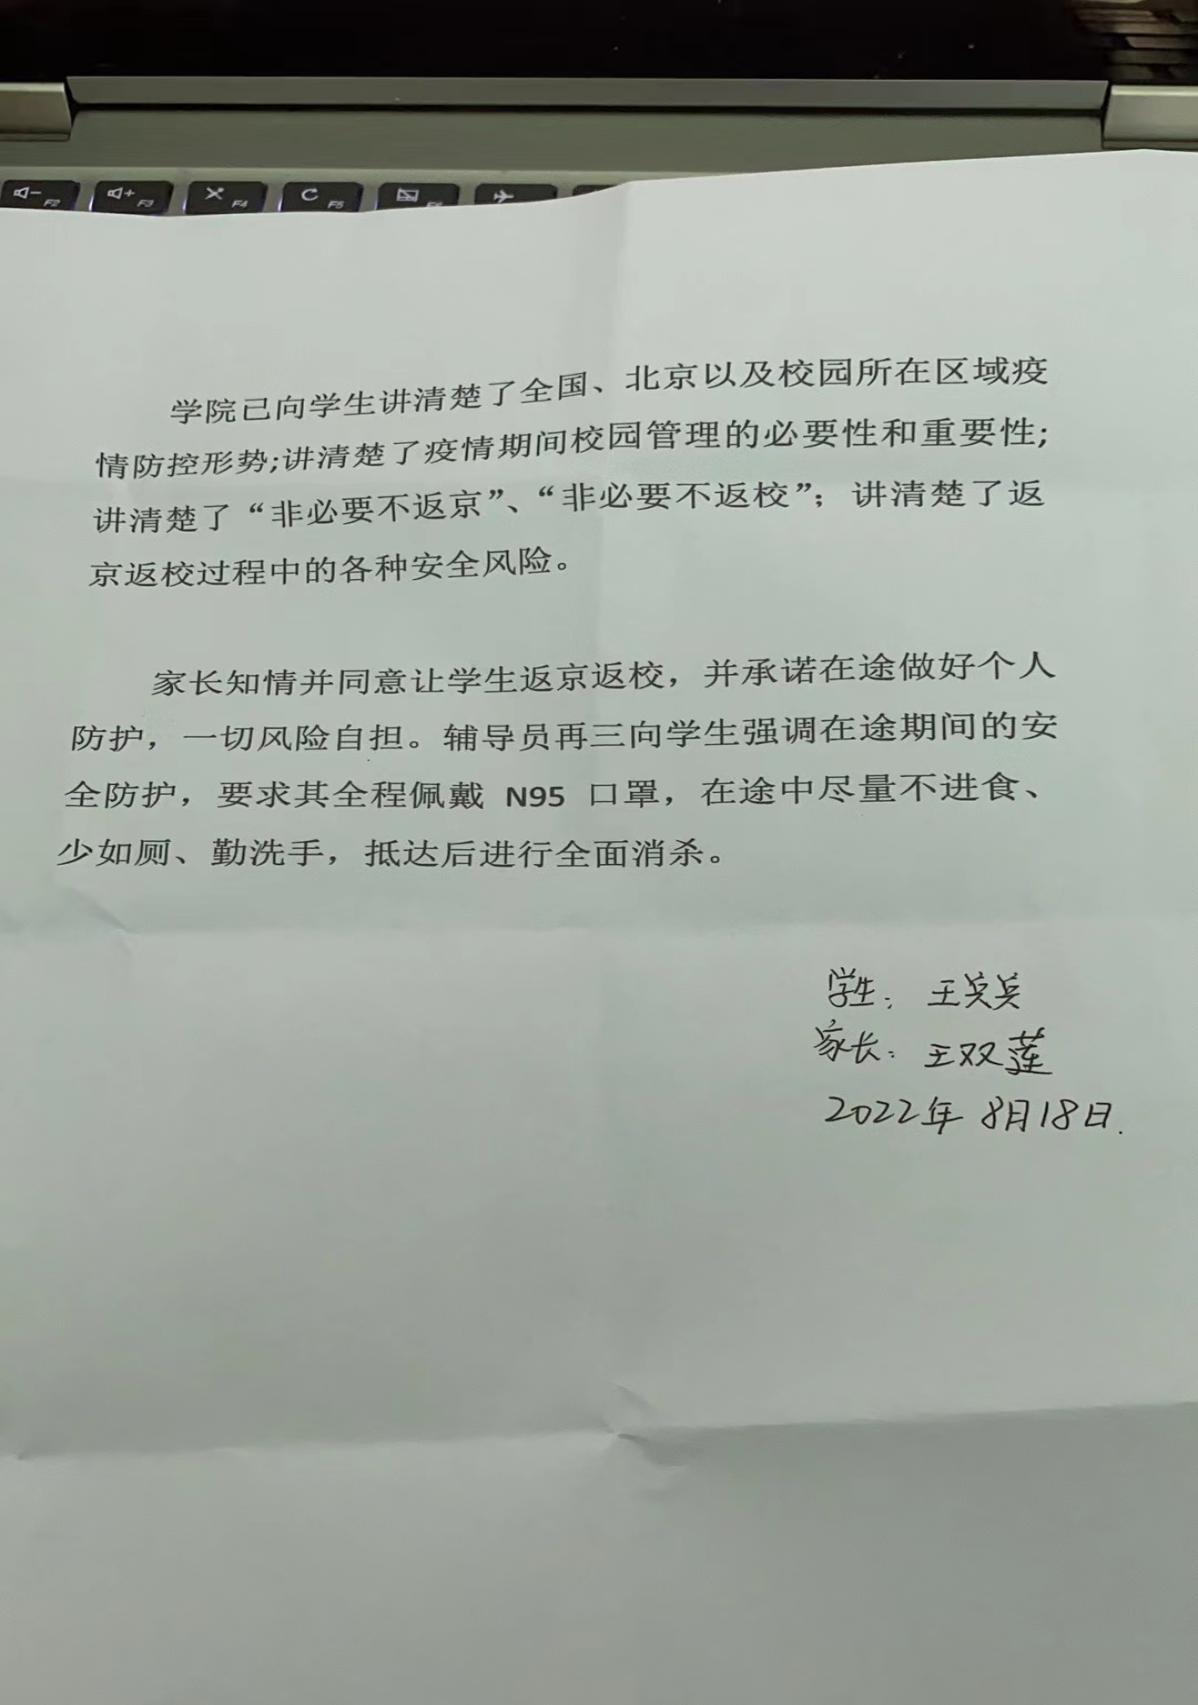 F2 F3 F4 F5
学院已向学生讲清楚了全国、北京以及校园所在区域疫
情防控形势;讲清楚了疫情期间校园管理的必要性和重要性;
讲清楚了“非必要不返京”、“非必要不返校”；讲清楚了返
京返校过程中的各种安全风险。
家长知情并同意让学生返京返校，并承诺在途做好个人
防护，一切风险自担。辅导员再三向学生强调在途期间的安
全防护，要求其全程佩戴 N95 口罩，在途中尽量不进食、
少如厕、勤洗手，抵达后进行全面消杀。
学生：王
家长：王双莲
2022年8月18日.